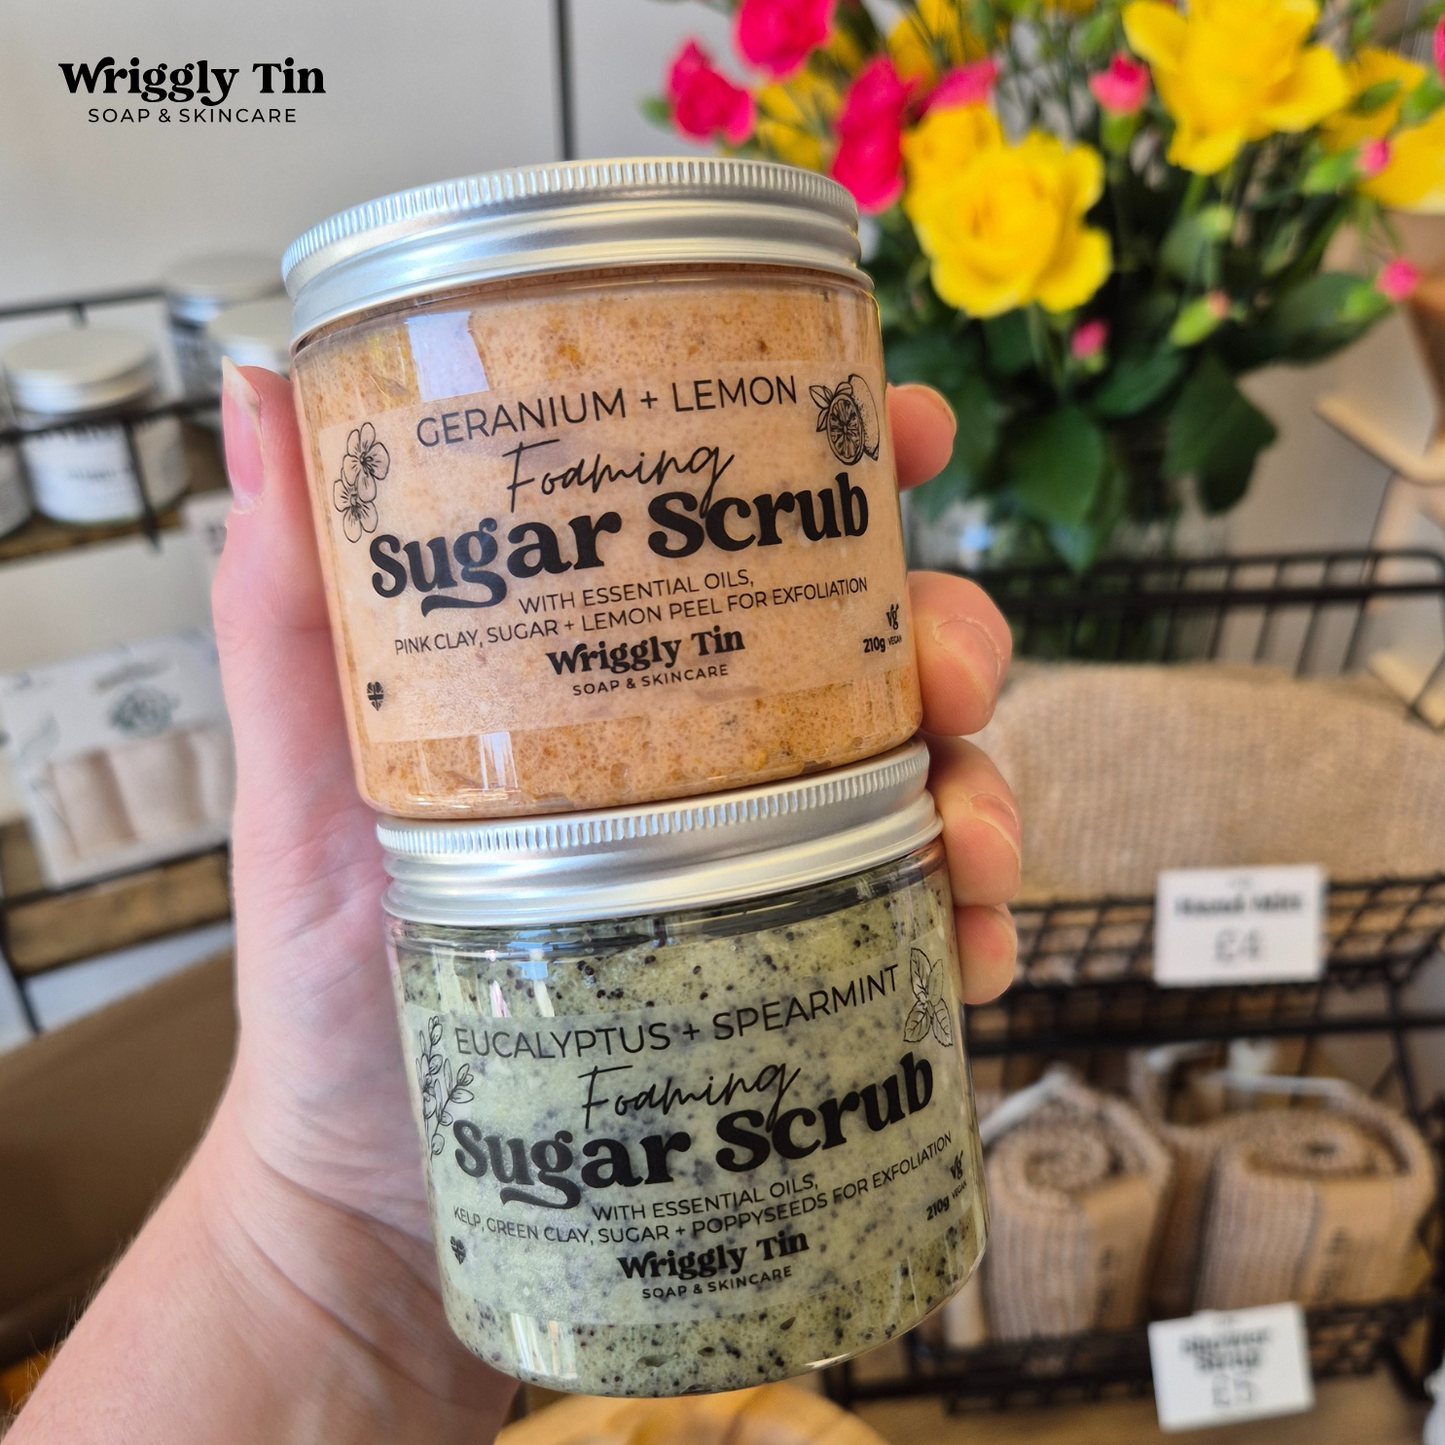 Wriggly Tin
SOAP & SKINCARE
GERANIUM + LEMON
Foaming
Sugar Scrub
WITH ESSENTIAL OILS,
PINK CLAY, SUGAR + LEMON PEEL FOR EXFOLIATION
Wriggly Tin
SOAP & SKINCARE
vg
210g VEGAN
EUCALYPTUS + SPEARMINT
Foaming
Sugar Scrub
WITH ESSENTIAL OILS,
KELP, GREEN CLAY, SUGAR + POPPYSEEDS FOR EXFOLIATION
Wriggly Tin
SOAP & SKINCARE
vg
210g VEGAN
£4
£5